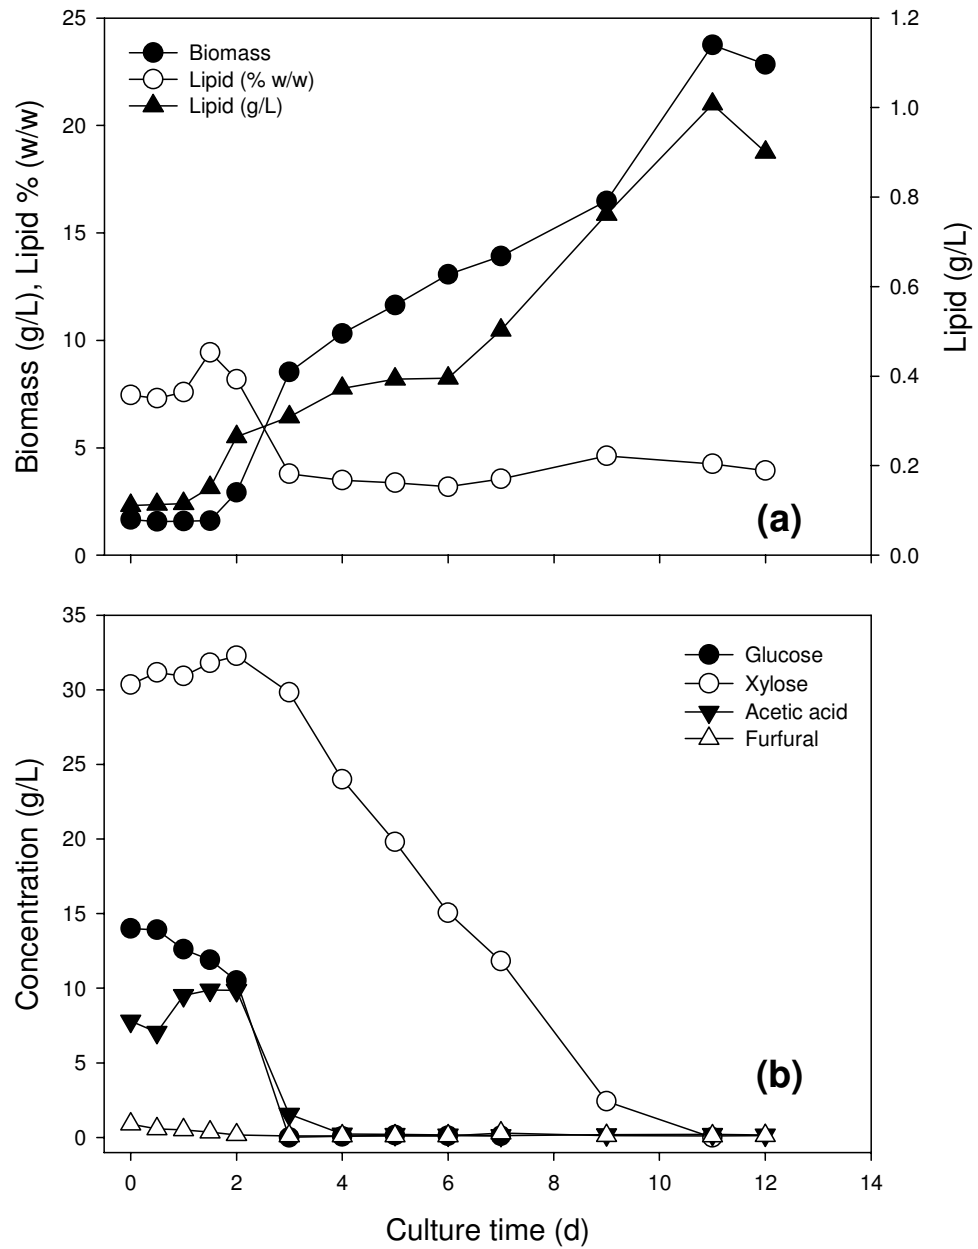 Biomass (g/L), Lipid % (w/w)
25
20
15
10
5
0
Biomass
Lipid (% w/w)
Lipid (g/L)
(a)
1.2
1.0
0.8
0.6
0.4
0.2
0.0
Lipid (g/L)
Concentration (g/L)
35
30
25
20
15
10
5
0
Glucose
Xylose
Acetic acid
Furfural
(b)
0 2 4 6 8 10 12 14
Culture time (d)